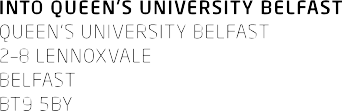 INTO QUEEN'S UNIVERSITY BELFAST
QUEEN'S UNIVERSITY BELFAST
2–8 LENNOXVALE
BELFAST
BT9 5BY